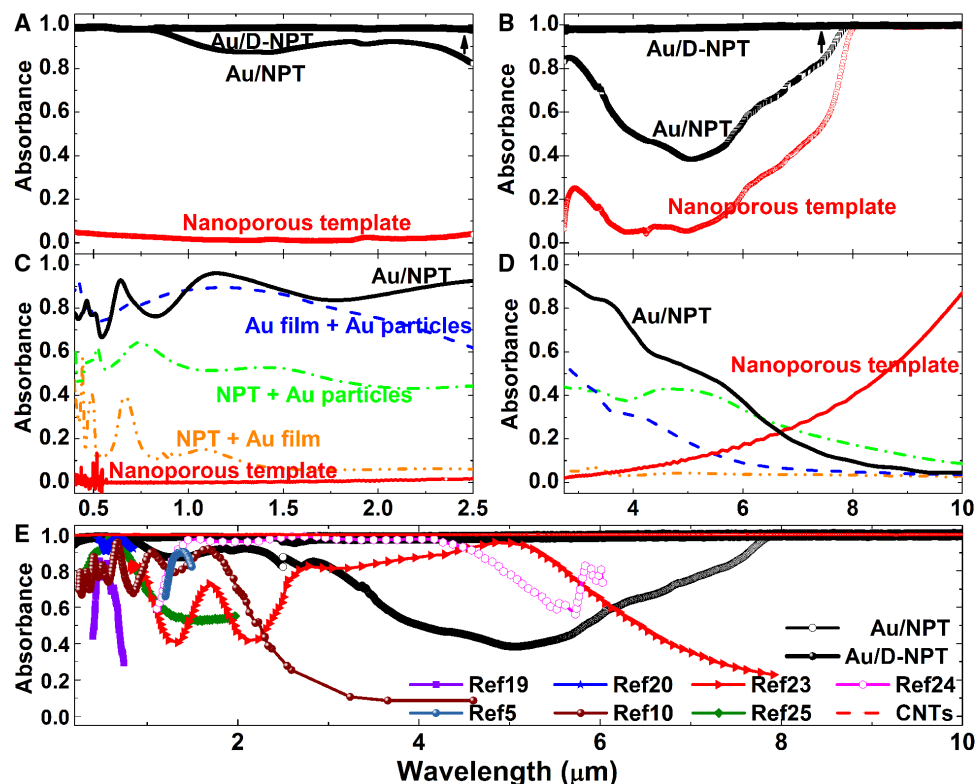 A
1.0
0.8
0.6
0.4
0.2
0.0
Absorbance
Au/D-NPT
Au/NPT
Nanoporous template
B
1.0
0.8
0.6
0.4
0.2
0.0
Absorbance
Au/D-NPT
Au/NPT
Nanoporous template
C
1.0
0.8
0.6
0.4
0.2
0.0
Absorbance
Au/NPT
Au film + Au particles
NPT + Au particles
NPT + Au film
Nanoporous template
0.5 1.0 1.5 2.0 2.5
D
1.0
0.8
0.6
0.4
0.2
0.0
Absorbance
Au/NPT
Nanoporous template
4 6 8 10
E
1.0
0.8
0.6
0.4
0.2
0.0
Absorbance
Au/NPT
Au/D-NPT
Ref19 Ref20 Ref23 Ref24
Ref5 Ref10 Ref25 CNTs
2 4 6 8 10
Wavelength (μm)